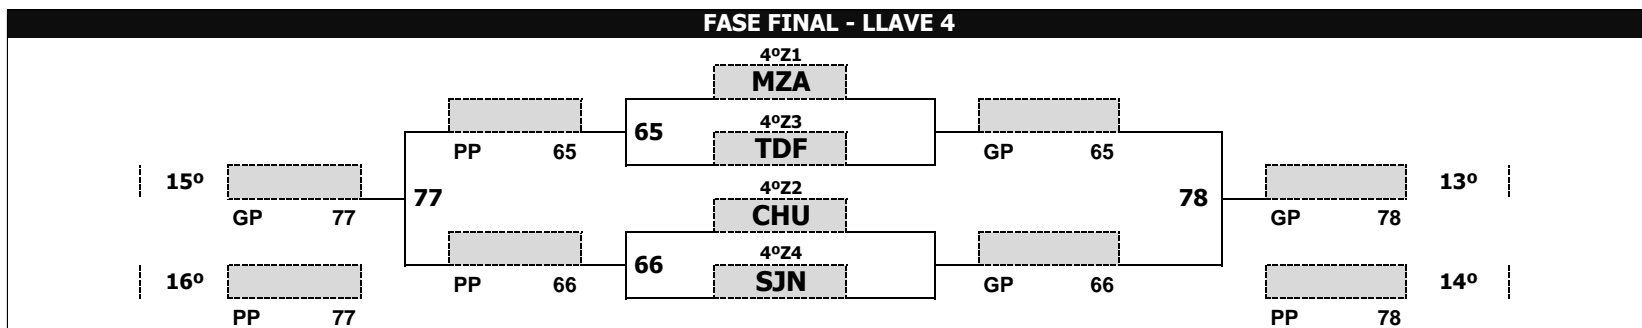 FASE FINAL - LLAVE 4
4ºZ1
MZA
65
4ºZ3
TDF
PP 65
GP 65
15º
13º
4ºZ2
77
CHU
78
GP 77
GP 78
4ºZ4
66
SJN
16º
14º
PP 66
GP 66
PP 77
PP 78